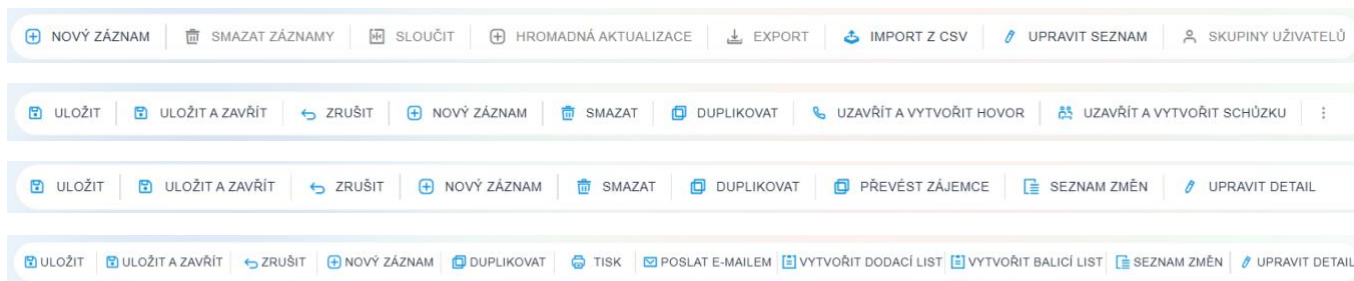 NOVÝ ZÁZNAM SMAZAT ZÁZNAMY SLOUČIT HROMADNÁ AKTUALIZACE EXPORT IMPORT Z CSV UPRAVIT SEZNAM SKUPINY UŽIVATELŮ
ULOŽIT ULOŽIT A ZAVŘÍT ZRUŠIT NOVÝ ZÁZNAM SMAZAT DUPLIKOVAT UZAVŘÍT A VYTVOŘIT HOVOR UZAVŘÍT A VYTVOŘIT SCHŮZKU
ULOŽIT ULOŽIT A ZAVŘÍT ZRUŠIT NOVÝ ZÁZNAM SMAZAT DUPLIKOVAT PŘEVÉST ZÁJEMCE SEZNAM ZMĚN UPRAVIT DETAIL
ULOŽIT ULOŽIT A ZAVŘÍT ZRUŠIT NOVÝ ZÁZNAM DUPLIKOVAT TISK POSLAT E-MAILEM VYTVOŘIT DODACÍ LIST VYTVOŘIT BALICÍ LIST SEZNAM ZMĚN UPRAVIT DETAIL